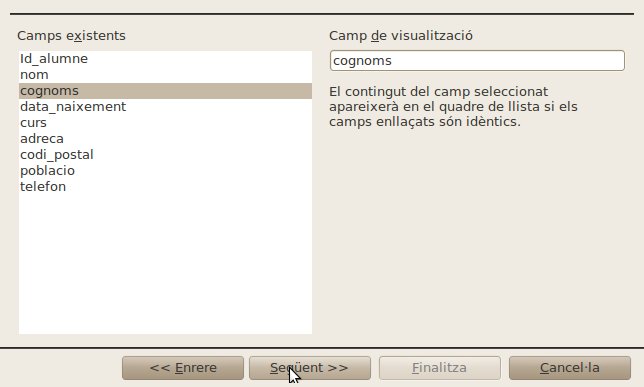 Camps existents
Id_alumne
nom
cognoms
data_naixement
curs
adreca
codi_postal
poblacio
telefon
Camp de visualització
cognoms
El contingut del camp seleccionat
apareixerà en el quadre de llista si els
camps enllaçats són idèntics.
<< Enrere
Següent >>
Finalitza
Cancel·la